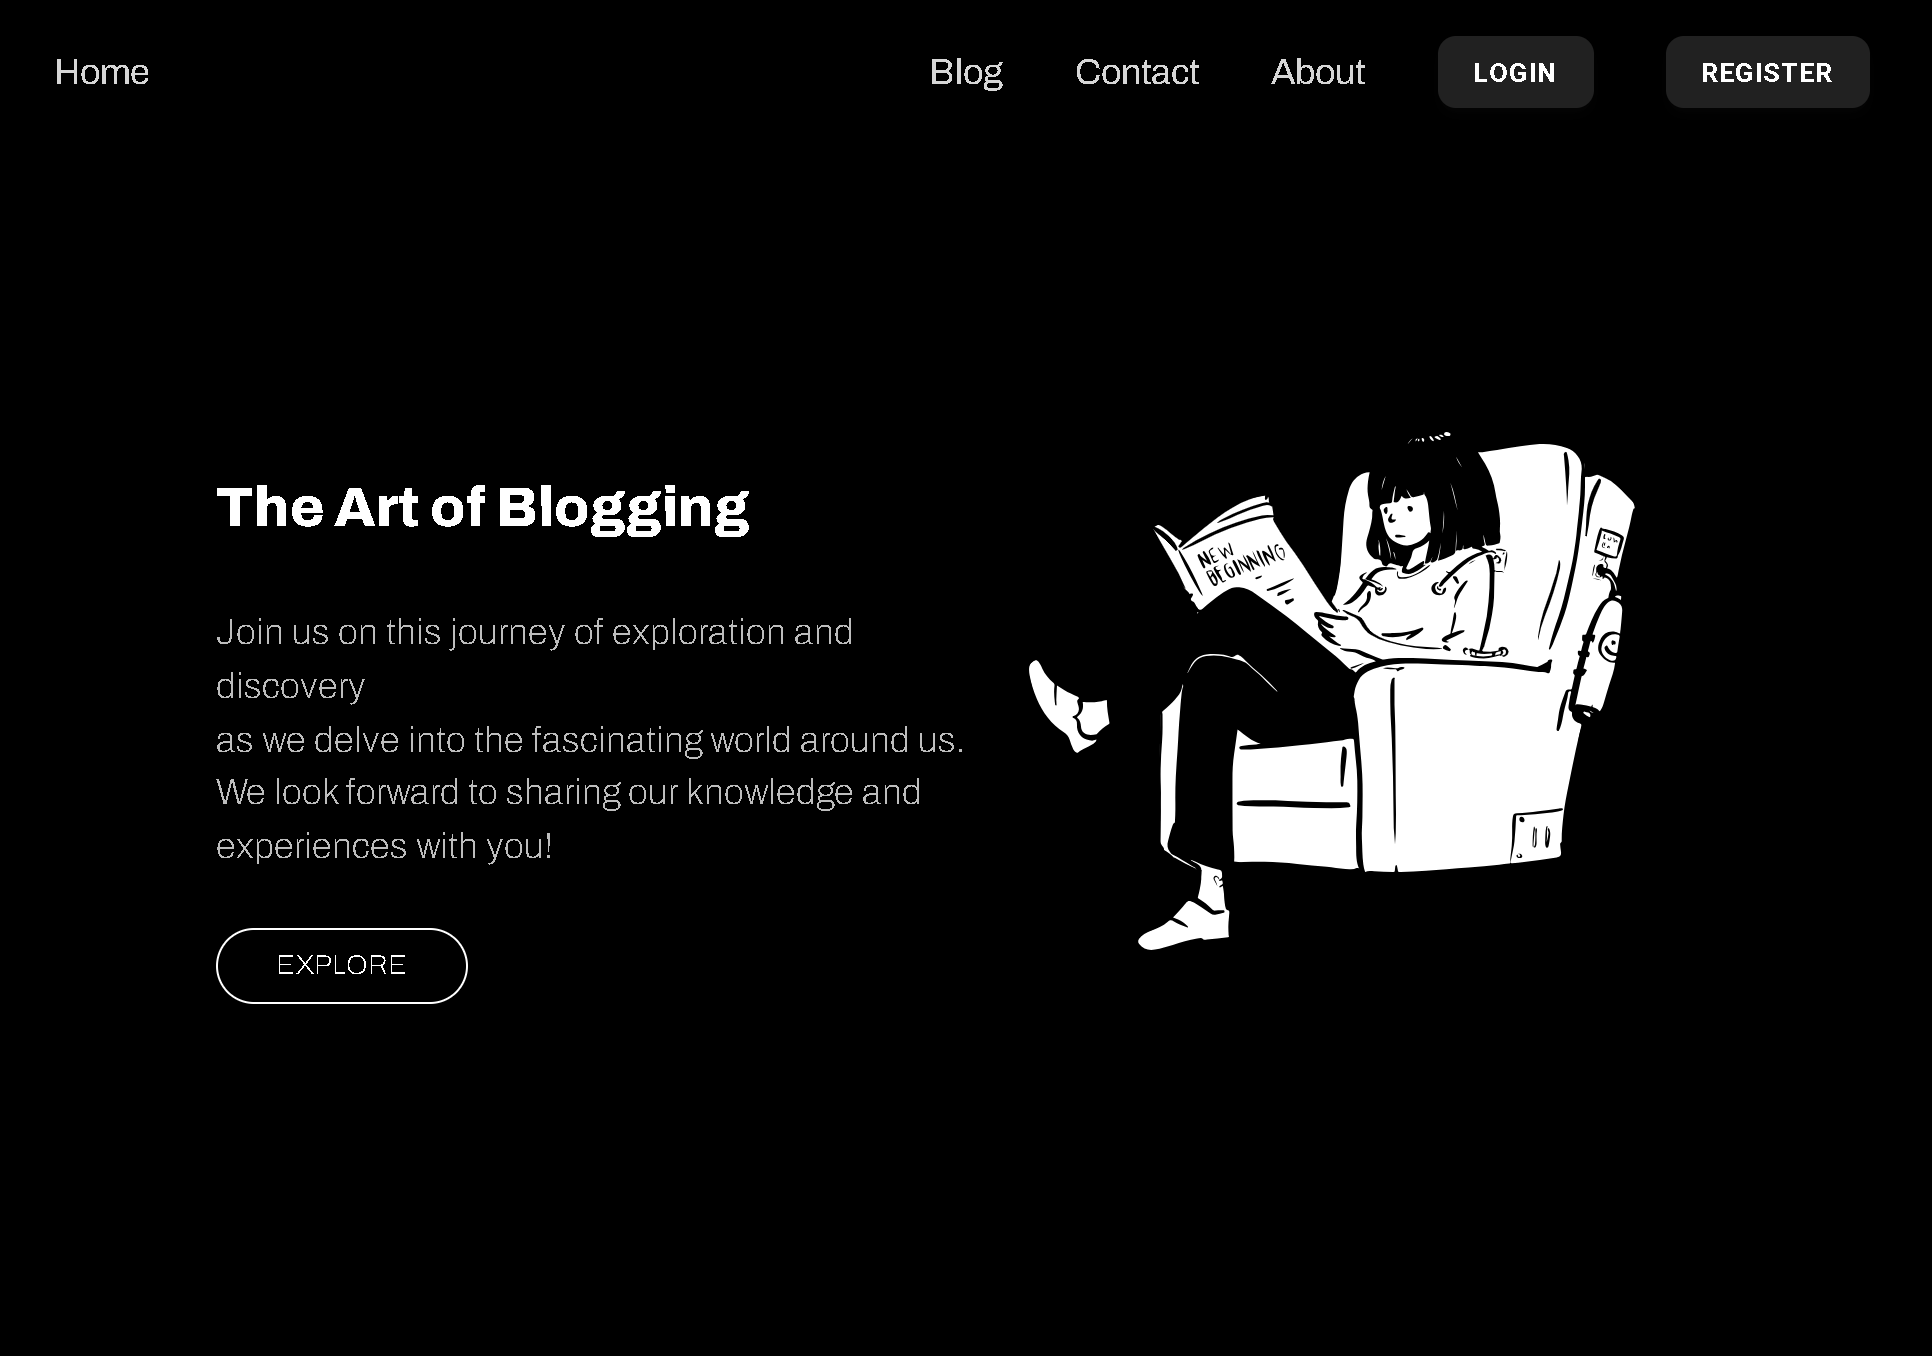 Home Blog Contact About LOGIN REGISTER
The Art of Blogging
Join us on this journey of exploration and
discovery
as we delve into the fascinating world around us.
We look forward to sharing our knowledge and
experiences with you!
EXPLORE
NEW
BEGINNING